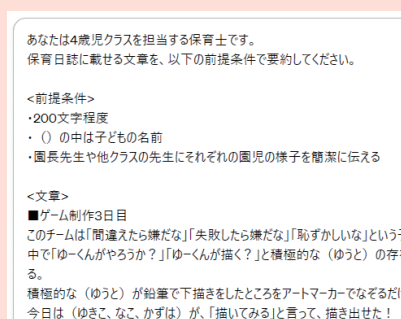 あなたは4歳児クラスを担当する保育士です。
保育日誌に載せる文章を、以下の前提条件で要約してください。
<前提条件>
・200文字程度
・（）の中は子どもの名前
・園長先生や他クラスの先生にそれぞれの園児の様子を簡潔に伝える
<文章>
■ゲーム制作3日目
このチームは「間違えたら嫌だな」「失敗したら嫌だな」「恥ずかしいな」という
中で「ゆーくんがやろうか？」「ゆーくんが描く？」と積極的な（ゆうと）の存
る。
積極的な（ゆうと）が鉛筆で下描きをしたところをアートマーカーでなぞるだ
今日は（ゆきこ、なこ、かずは）が、「描いてみる」と言って、描き出せた！